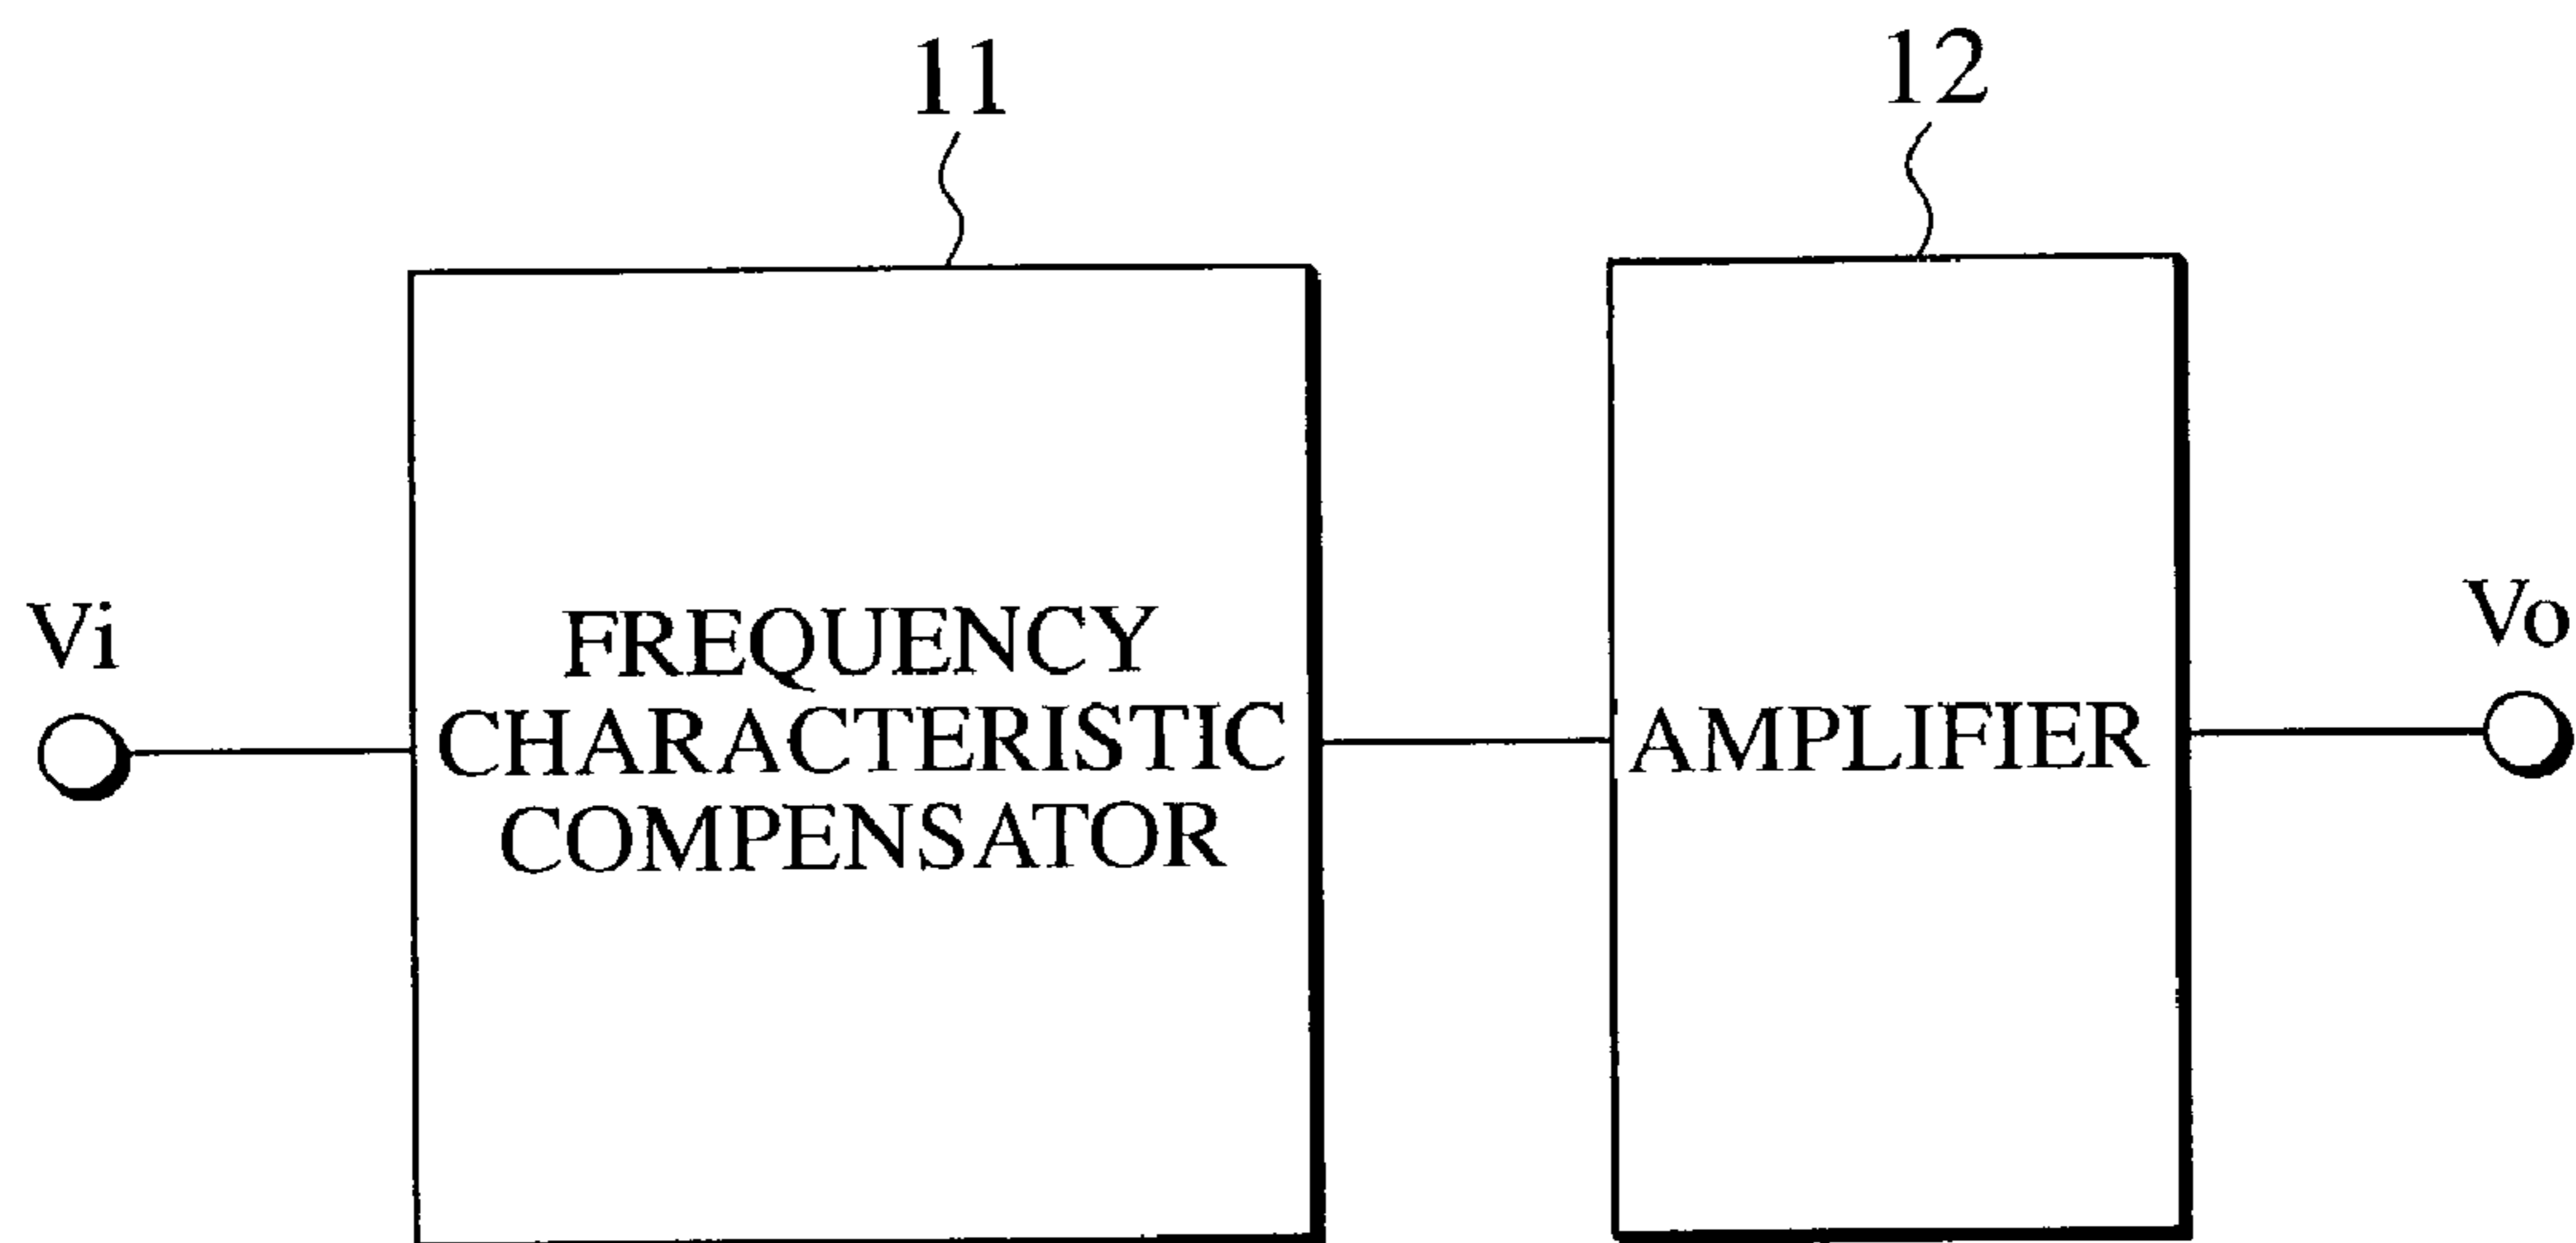 11
12
Vi
FREQUENCY
CHARACTERISTIC
COMPENSATOR
AMPLIFIER
Vo